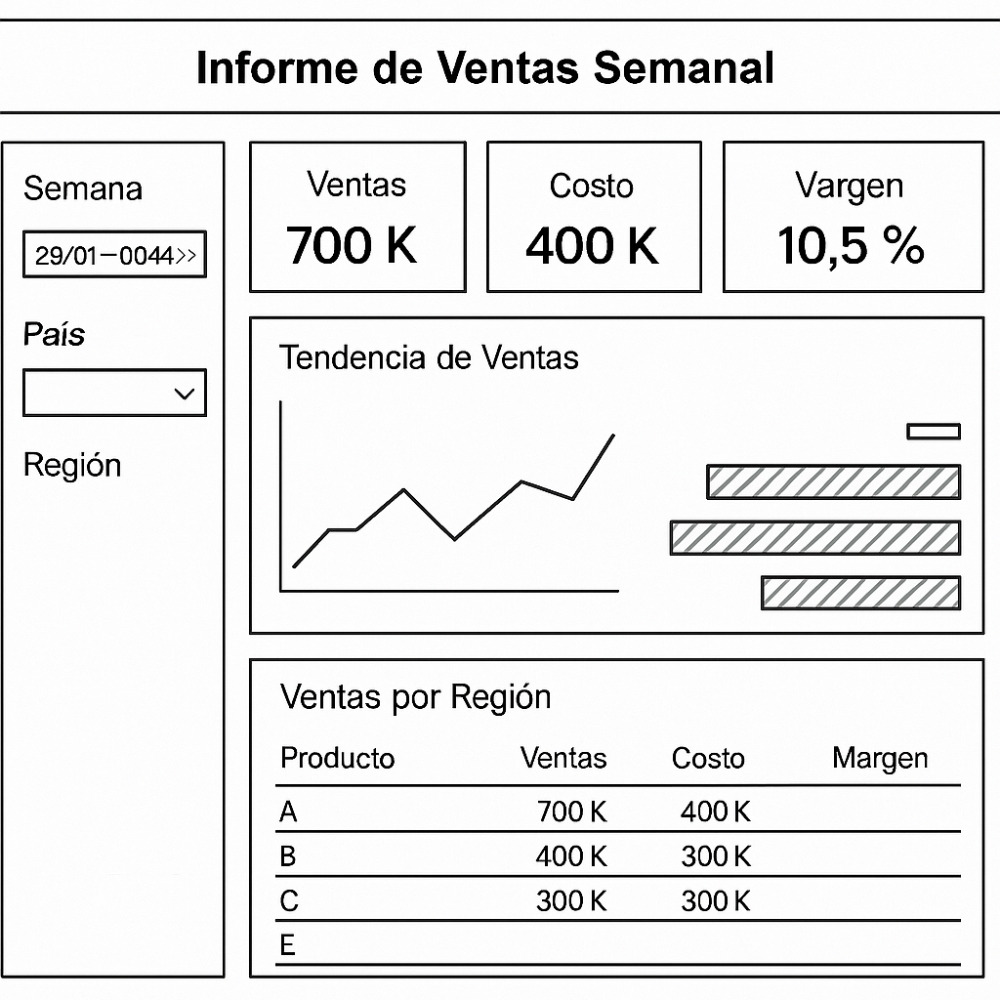 Informe de Ventas Semanal
Semana
29/01–0044>>
País
Región
Ventas
700 K
Costo
400 K
Vargen
10,5 %
Tendencia de Ventas
Ventas por Región
Producto Ventas Costo Margen
A 700 K 400 K
B 400 K 300 K
C 300 K 300 K
E